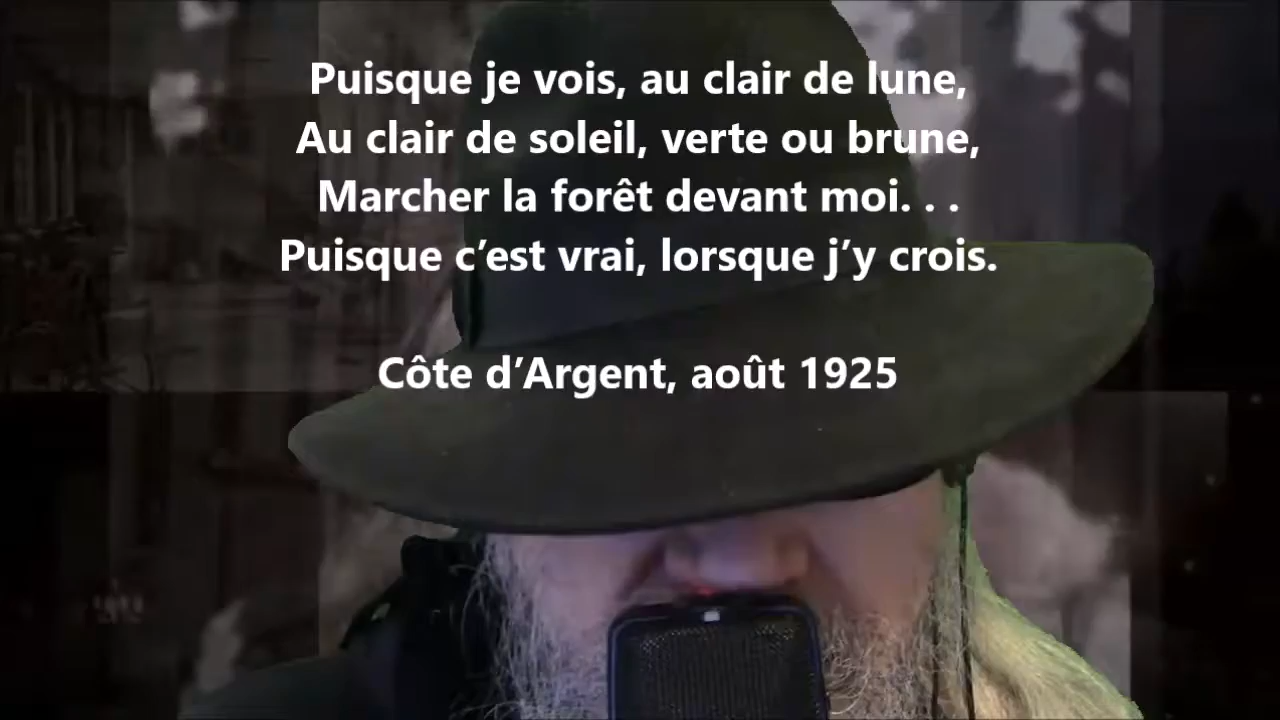 Puisque je vois, au clair de lune,
Au clair de soleil, verte ou brune,
Marcher la forêt devant moi. . .
Puisque c’est vrai, lorsque j’y crois.
Côte d’Argent, août 1925